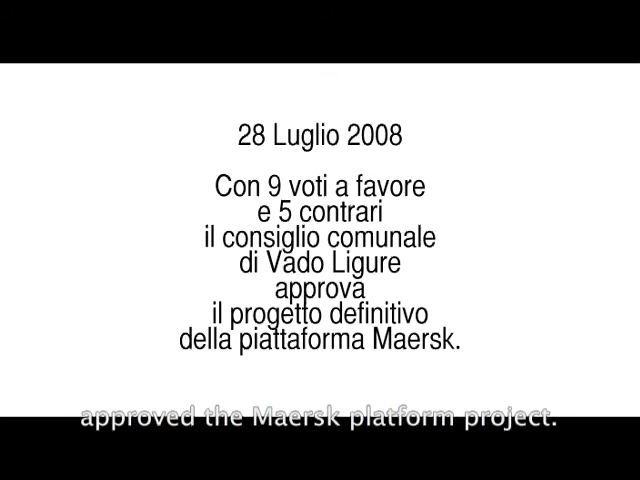 28 Luglio 2008
Con 9 voti a favore
e 5 contrari
il consiglio comunale
di Vado Ligure
approva
il progetto definitivo
della piattaforma Maersk.
approved the Maersk platform project.